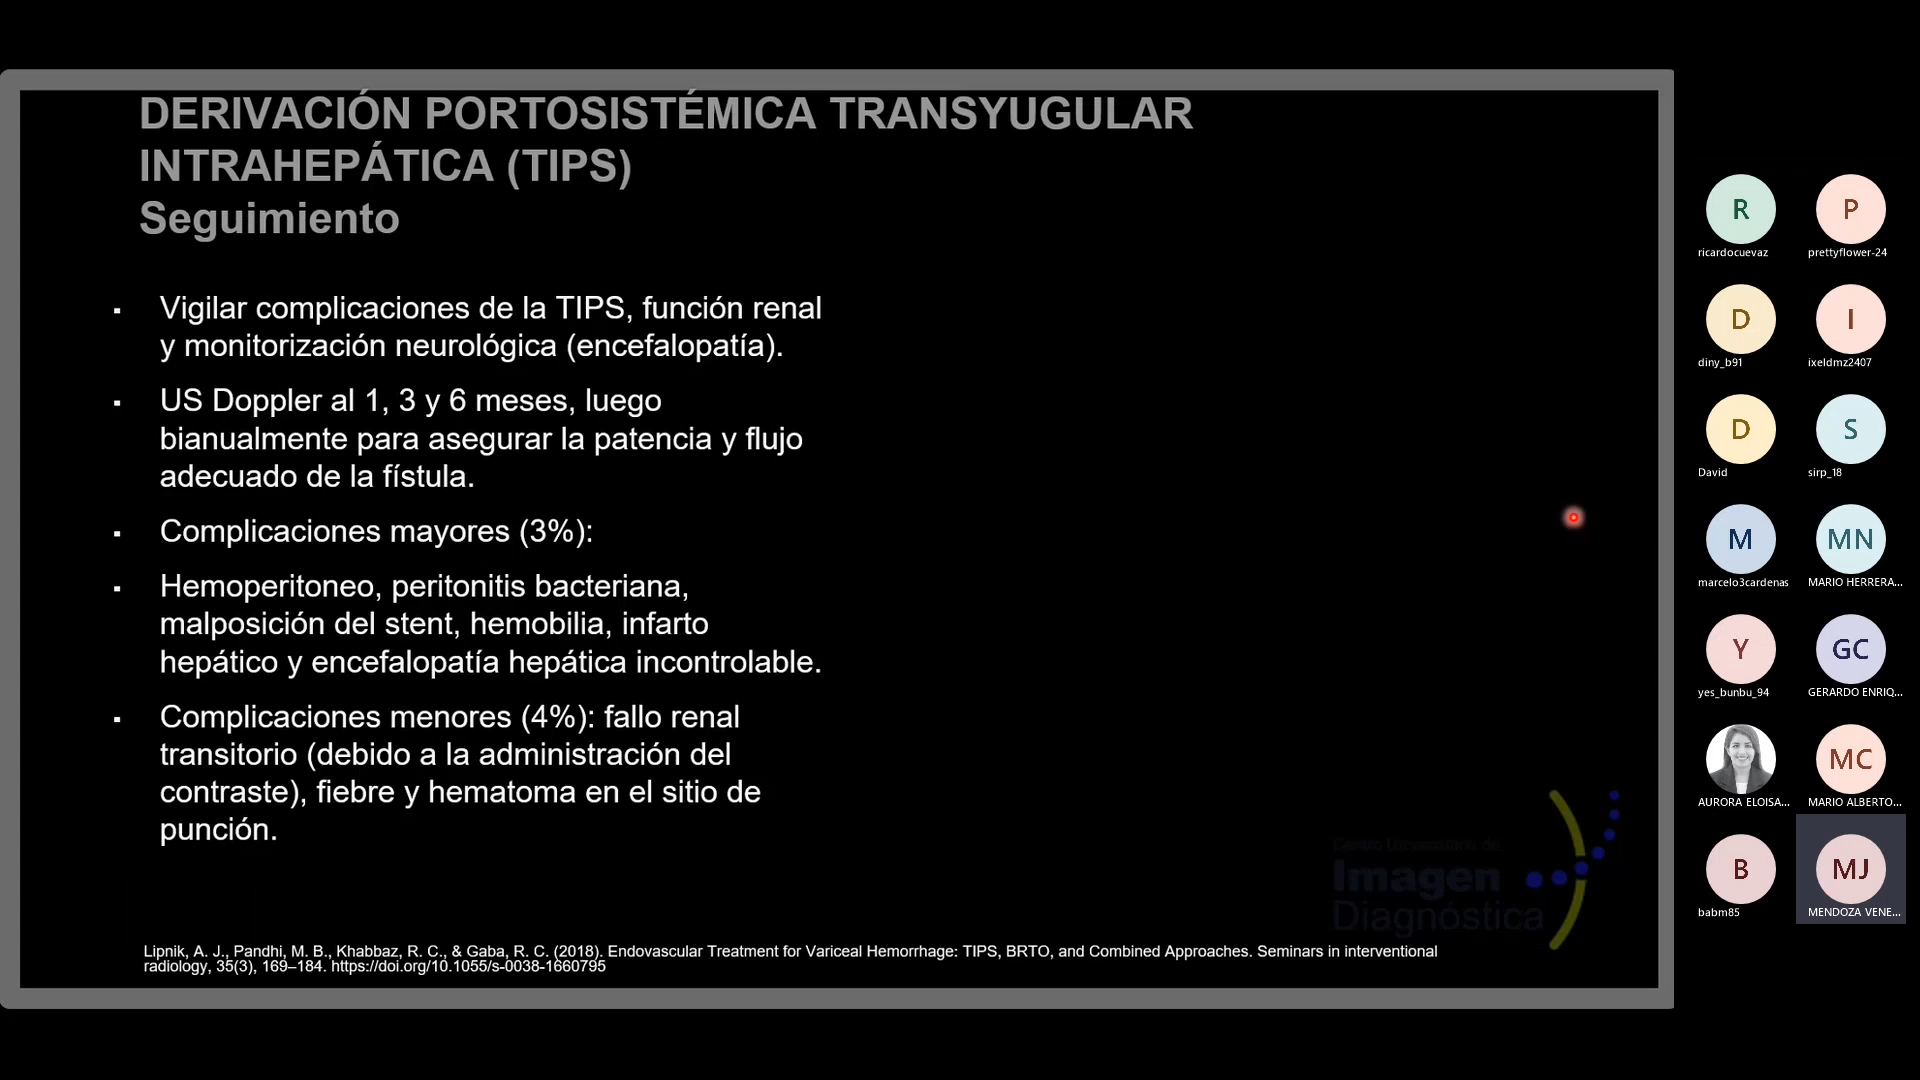 DERIVACIÓN PORTOSISTÉMICA TRANSYUGULAR
INTRAHEPÁTICA (TIPS)
Seguimiento
▪ Vigilar complicaciones de la TIPS, función renal
y monitorización neurológica (encefalopatía).
▪ US Doppler al 1, 3 y 6 meses, luego
bianualmente para asegurar la patencia y flujo
adecuado de la fístula.
▪ Complicaciones mayores (3%):
▪ Hemoperitoneo, peritonitis bacteriana,
malposición del stent, hemobilia, infarto
hepático y encefalopatía hepática incontrolable.
▪ Complicaciones menores (4%): fallo renal
transitorio (debido a la administración del
contraste), fiebre y hematoma en el sitio de
punción.
Imagen
Diagnóstica
Lipnik, A. J., Pandhi, M. B., Khabbaz, R. C., & Gaba, R. C. (2018). Endovascular Treatment for Variceal Hemorrhage: TIPS, BRTO, and Combined Approaches. Seminars in interventional
radiology, 35(3), 169–184. https://doi.org/10.1055/s-0038-1660795
R P
ricardocuevaz prettyflower-24
D I
diny_b91 ixeldmz2407
D S
David sirp_18
M MN
marcelo3cardenas MARIO HERRERA...
Y GC
yes_bunbu_94 GERARDO ENRIQ...
MC
AURORA ELOISA... MARIO ALBERTO...
B MJ
babm85 MENDOZA VENE...